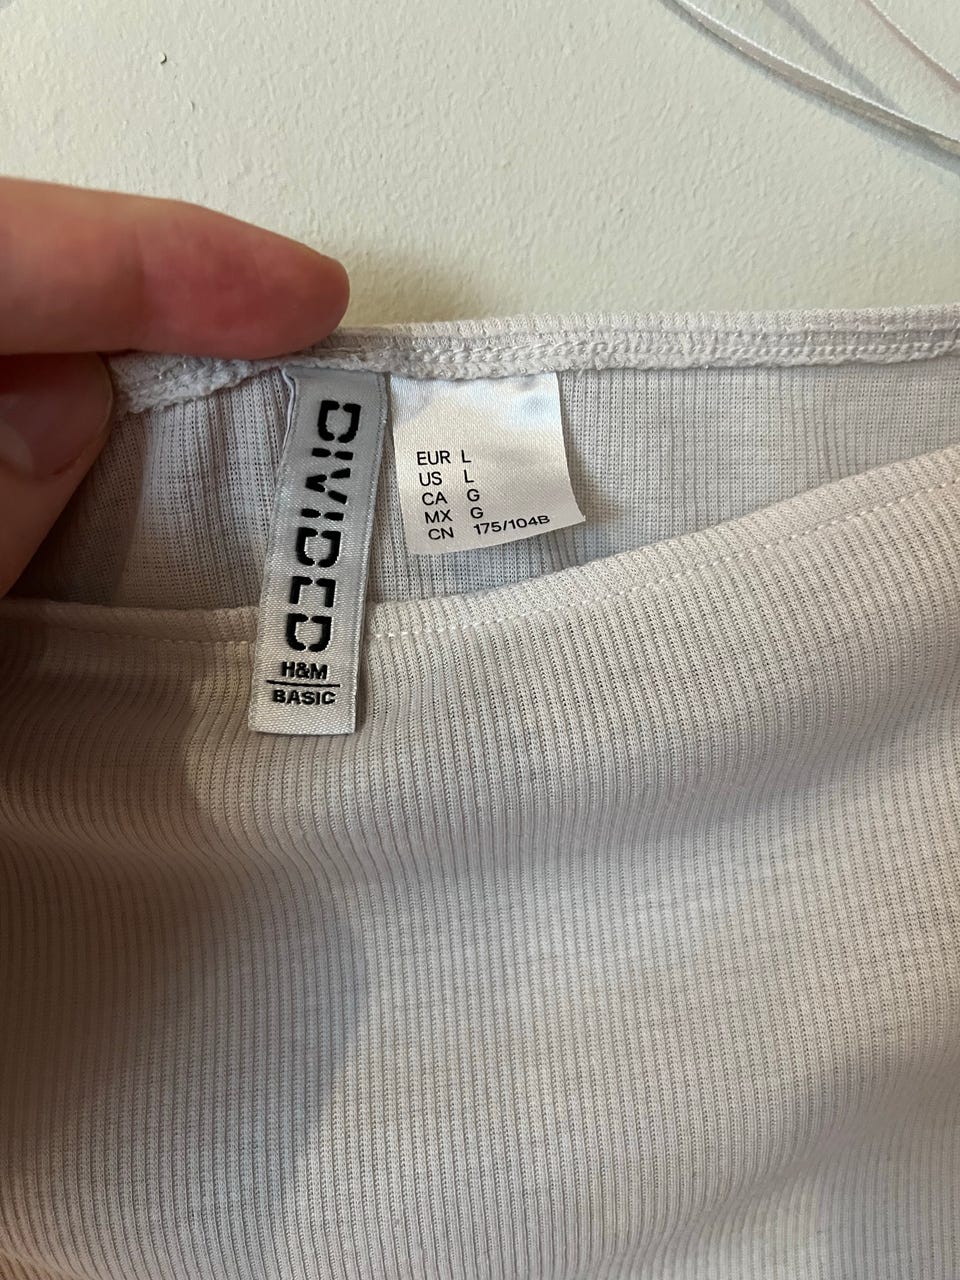 DIVIDED
H&M
BASIC
EUR L
US L
CA G
MX G
CN 175/104B